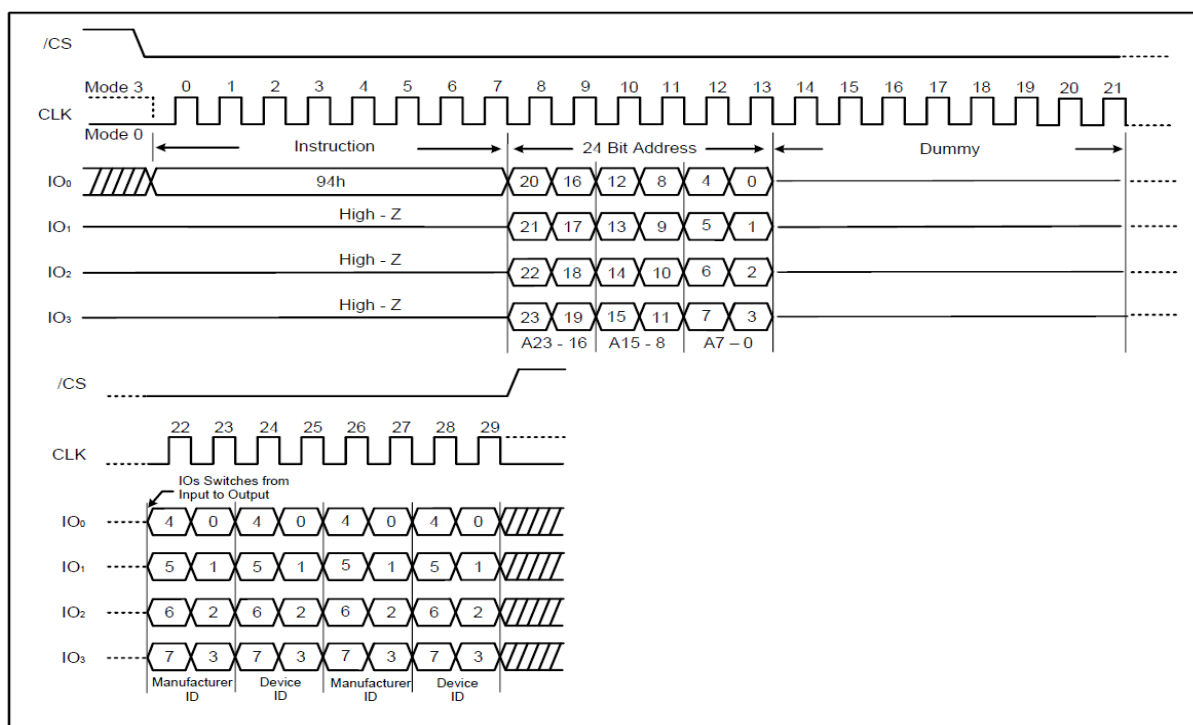 /CS
Mode 3 0 1 2 3 4 5 6 7 8 9 10 11 12 13 14 15 16 17 18 19 20 21
CLK
Mode 0
Instruction 24 Bit Address Dummy
IO₀ 94h 20 16 12 8 4 0
IO₁ High - Z 21 17 13 9 5 1
IO₂ High - Z 22 18 14 10 6 2
IO₃ High - Z 23 19 15 11 7 3
A23 - 16 A15 - 8 A7 – 0
/CS
22 23 24 25 26 27 28 29
CLK
IOs Switches from
Input to Output
IO₀ 4 0 4 0 4 0 4 0
IO₁ 5 1 5 1 5 1 5 1
IO₂ 6 2 6 2 6 2 6 2
IO₃ 7 3 7 3 7 3 7 3
Manufacturer Device Manufacturer Device
ID ID ID ID